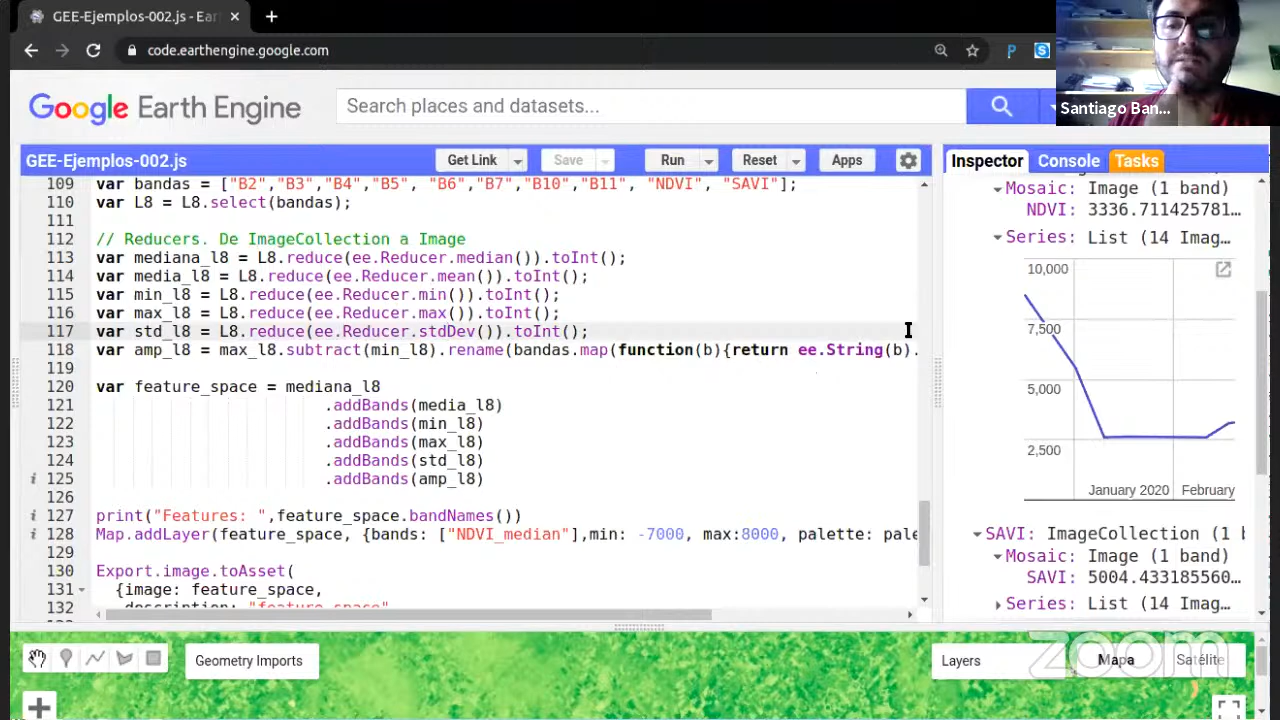 GEE-Ejemplos-002.js - Ear
code.earthengine.google.com
Google Earth Engine
Search places and datasets...
Santiago Ban...
GEE-Ejemplos-002.js
Get Link
Save
Run
Reset
Apps
Inspector
Console
Tasks
109 var bandas = ["B2","B3","B4","B5", "B6","B7","B10","B11", "NDVI", "SAVI"];
110 var L8 = L8.select(bandas);
111
112 // Reducers. De ImageCollection a Image
113 var mediana_l8 = L8.reduce(ee.Reducer.median()).toInt();
114 var media_l8 = L8.reduce(ee.Reducer.mean()).toInt();
115 var min_l8 = L8.reduce(ee.Reducer.min()).toInt();
116 var max_l8 = L8.reduce(ee.Reducer.max()).toInt();
117 var std_l8 = L8.reduce(ee.Reducer.stdDev()).toInt();
118 var amp_l8 = max_l8.subtract(min_l8).rename(bandas.map(function(b){return ee.String(b).
119
120 var feature_space = mediana_l8
121 .addBands(media_l8)
122 .addBands(min_l8)
123 .addBands(max_l8)
124 .addBands(std_l8)
i 125 .addBands(amp_l8)
126
i 127 print("Features: ",feature_space.bandNames())
i 128 Map.addLayer(feature_space, {bands: ["NDVI_median"],min: -7000, max:8000, palette: pale
129
130 Export.image.toAsset(
131 {image: feature_space,
132 description: "feature_space"
Mosaic: Image (1 band)
NDVI: 3336.711425781...
Series: List (14 Imag...
10,000
7,500
5,000
2,500
January 2020
February
SAVI: ImageCollection (1
Mosaic: Image (1 band)
SAVI: 5004.433185560...
Series: List (14 Imag...
Geometry Imports
Layers
Mapa
Satélite
zoom